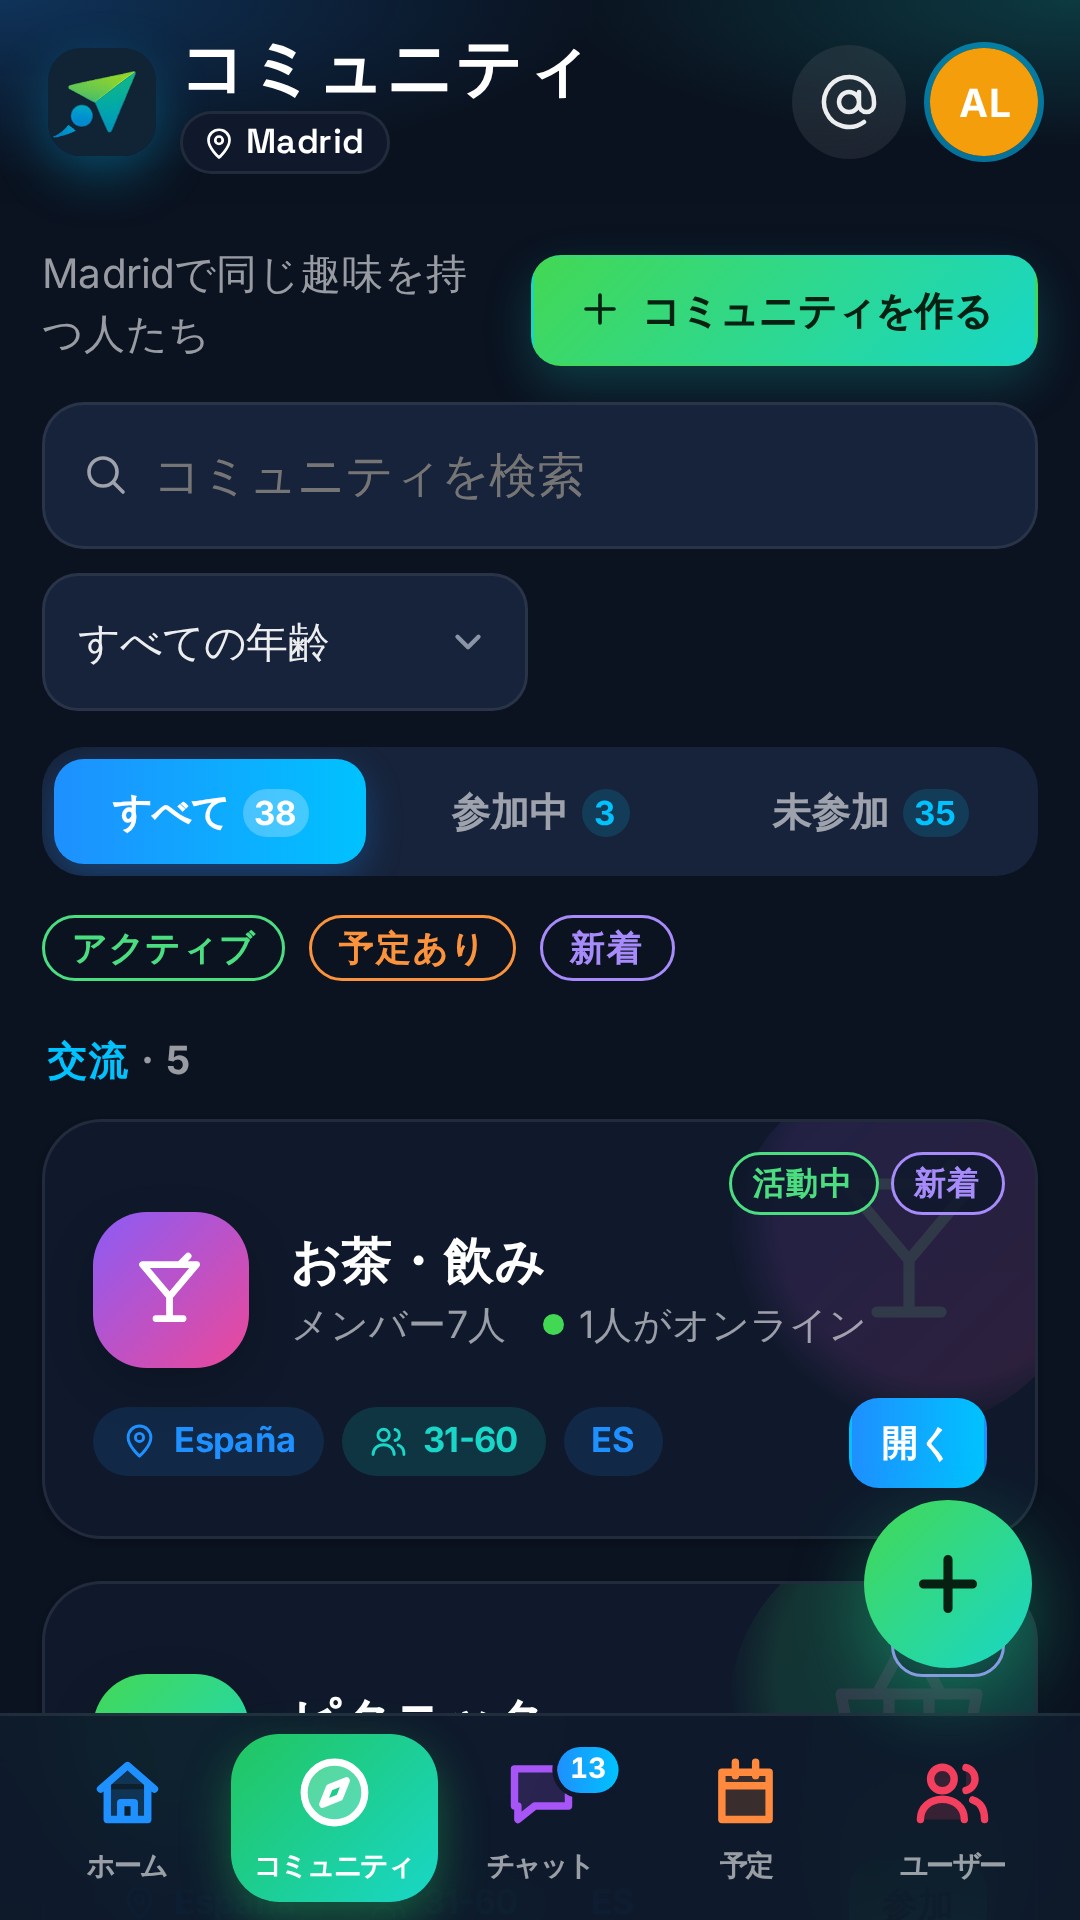 コミュニティ
Madrid
AL
Madridで同じ趣味を持
つ人たち
コミュニティを作る
コミュニティを検索
すべての年齢
すべて 38
参加中 3
未参加 35
アクティブ
予定あり
新着
交流 · 5
活動中
新着
お茶・飲み
メンバー7人
1人がオンライン
España
31-60
ES
開く
ピクニック
13
ホーム
コミュニティ
チャット
予定
ユーザー